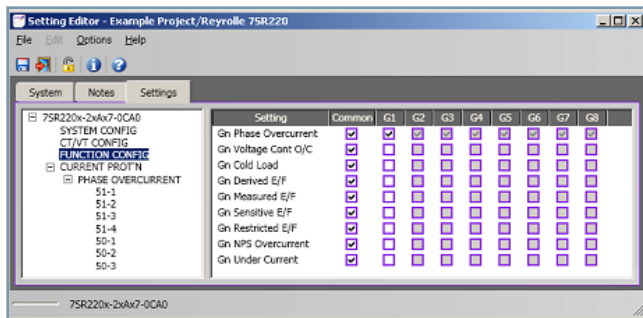 Setting Editor - Example Project/Reyrolle 7SR220
File Edit Options Help
System Notes Settings
7SR220x-2xAx7-0CA0
SYSTEM CONFIG
CT/VT CONFIG
FUNCTION CONFIG
CURRENT PROT'N
PHASE OVERCURRENT
51-1
51-2
51-3
51-4
50-1
50-2
50-3
Setting Common G1 G2 G3 G4 G5 G6 G7 G8
Gn Phase Overcurrent
Gn Voltage Cont O/C
Gn Cold Load
Gn Derived E/F
Gn Measured E/F
Gn Sensitive E/F
Gn Restricted E/F
Gn NPS Overcurrent
Gn Under Current
7SR220x-2xAx7-0CA0